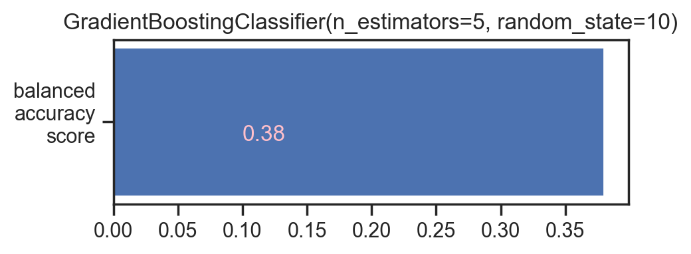 GradientBoostingClassifier(n_estimators=5, random_state=10)
balanced
accuracy
score
0.38
0.00 0.05 0.10 0.15 0.20 0.25 0.30 0.35